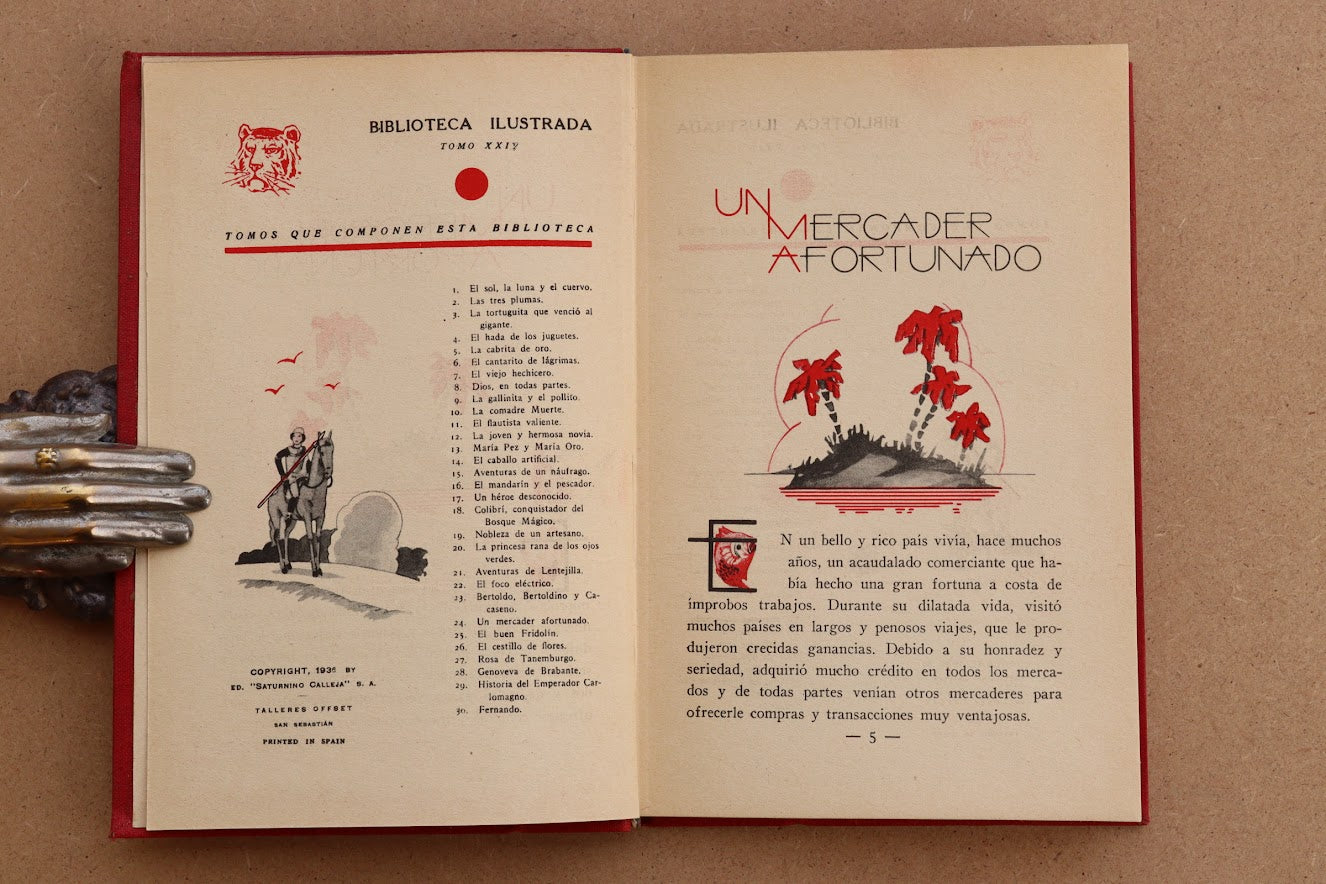 BIBLIOTECA ILUSTRADA
TOMO XXIV
TOMOS QUE COMPONEN ESTA BIBLIOTECA
1. El sol, la luna y el cuervo.
2. Las tres plumas.
3. La tortuguita que venció al
gigante.
4. El hada de los juguetes.
5. La cabrita de oro.
6. El cantarito de lágrimas.
7. El viejo hechicero.
8. Dios, en todas partes.
9. La gallinita y el pollito.
10. La comadre Muerte.
11. El flautista valiente.
12. La joven y hermosa novia.
13. María Pez y María Oro.
14. El caballo artificial.
15. Aventuras de un náufrago.
16. El mandarín y el pescador.
17. Un héroe desconocido.
18. Colibrí, conquistador del
Bosque Mágico.
19. Nobleza de un artesano.
20. La princesa rana de los ojos
verdes.
21. Aventuras de Lentejilla.
22. El foco eléctrico.
23. Bertoldo, Bertoldino y Ca-
caseno.
24. Un mercader afortunado.
25. El buen Fridolín.
26. El cestillo de flores.
27. Rosa de Tanemburgo.
28. Genoveva de Brabante.
29. Historia del Emperador Car-
lomagno.
30. Fernando.
COPYRIGHT, 1936 BY
ED. "SATURNINO CALLEJA" S. A.
TALLERES OFFSET
SAN SEBASTIÁN
PRINTED IN SPAIN
UN
MERCADER
AFORTUNADO
EN un bello y rico país vivía, hace muchos
años, un acaudalado comerciante que ha-
bía hecho una gran fortuna a costa de
ímprobos trabajos. Durante su dilatada vida, visitó
muchos países en largos y penosos viajes, que le pro-
dujeron crecidas ganancias. Debido a su honradez y
seriedad, adquirió mucho crédito en todos los merca-
dos y de todas partes venían otros mercaderes para
ofrecerle compras y transacciones muy ventajosas.
— 5 —